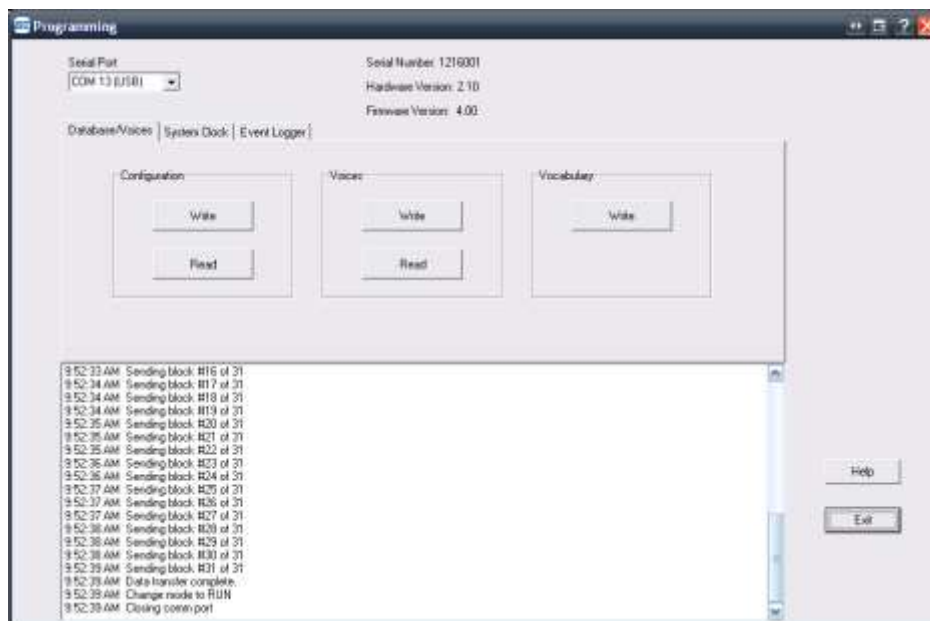 Programming
Serial Port
COM 13 (USB)
Serial Number: 1216001
Hardware Version: 2.10
Firmware Version: 4.00
Database/Voices System Clock Event Logger
Configuration Voices Vocabulary
Write Write Write
Read Read
9:52:33 AM Sending block #16 of 31
9:52:34 AM Sending block #17 of 31
9:52:34 AM Sending block #18 of 31
9:52:34 AM Sending block #19 of 31
9:52:35 AM Sending block #20 of 31
9:52:35 AM Sending block #21 of 31
9:52:35 AM Sending block #22 of 31
9:52:36 AM Sending block #23 of 31
9:52:36 AM Sending block #24 of 31
9:52:37 AM Sending block #25 of 31
9:52:37 AM Sending block #26 of 31
9:52:37 AM Sending block #27 of 31
9:52:38 AM Sending block #28 of 31
9:52:38 AM Sending block #29 of 31
9:52:38 AM Sending block #30 of 31
9:52:39 AM Sending block #31 of 31
9:52:39 AM Data transfer complete.
9:52:39 AM Change mode to RUN
9:52:39 AM Closing comm port
Help
Exit